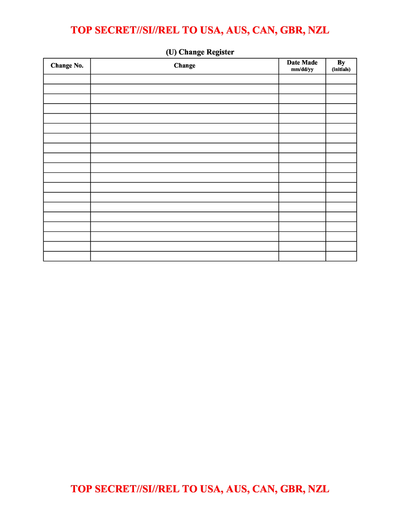 TOP SECRET//SI//REL TO USA, AUS, CAN, GBR, NZL
(U) Change Register
Change No. Change Date Made By
mm/dd/yy (initials)
TOP SECRET//SI//REL TO USA, AUS, CAN, GBR, NZL